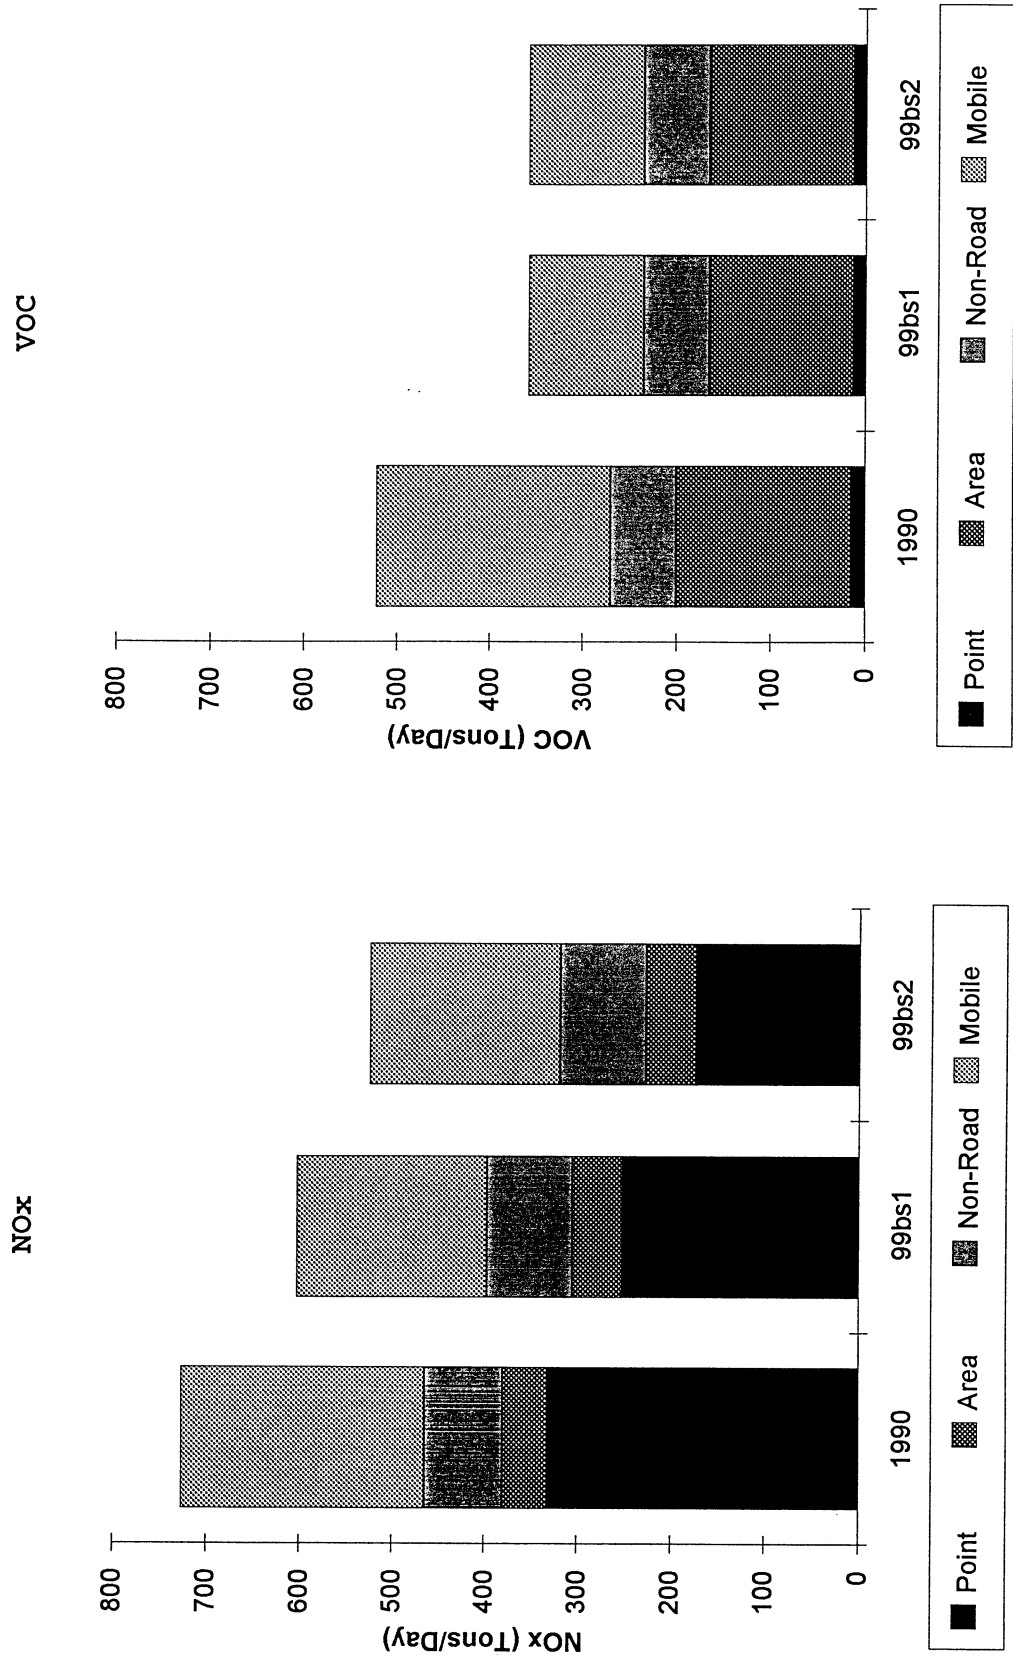 NOx
NOx (Tons/Day)
800
700
600
500
400
300
200
100
0
1990
99bs1
99bs2
Point
Area
Non-Road
Mobile
VOC
VOC (Tons/Day)
800
700
600
500
400
300
200
100
0
1990
99bs1
99bs2
Point
Area
Non-Road
Mobile